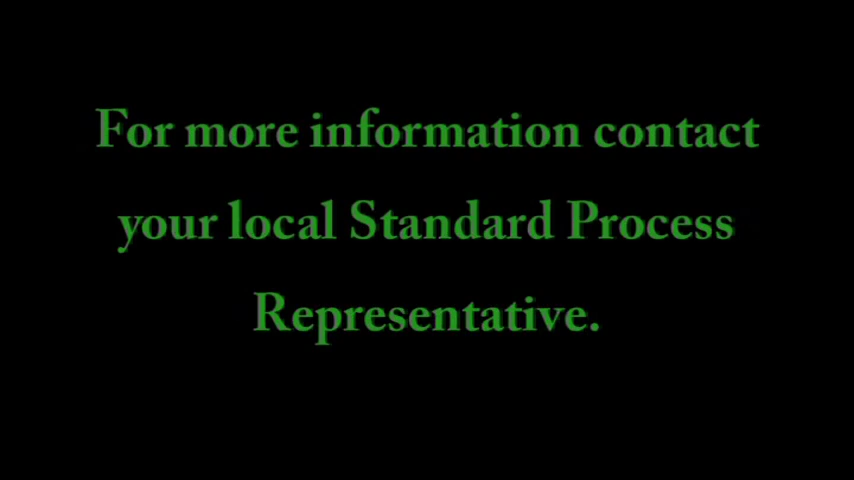 For more information contact
your local Standard Process
Representative.